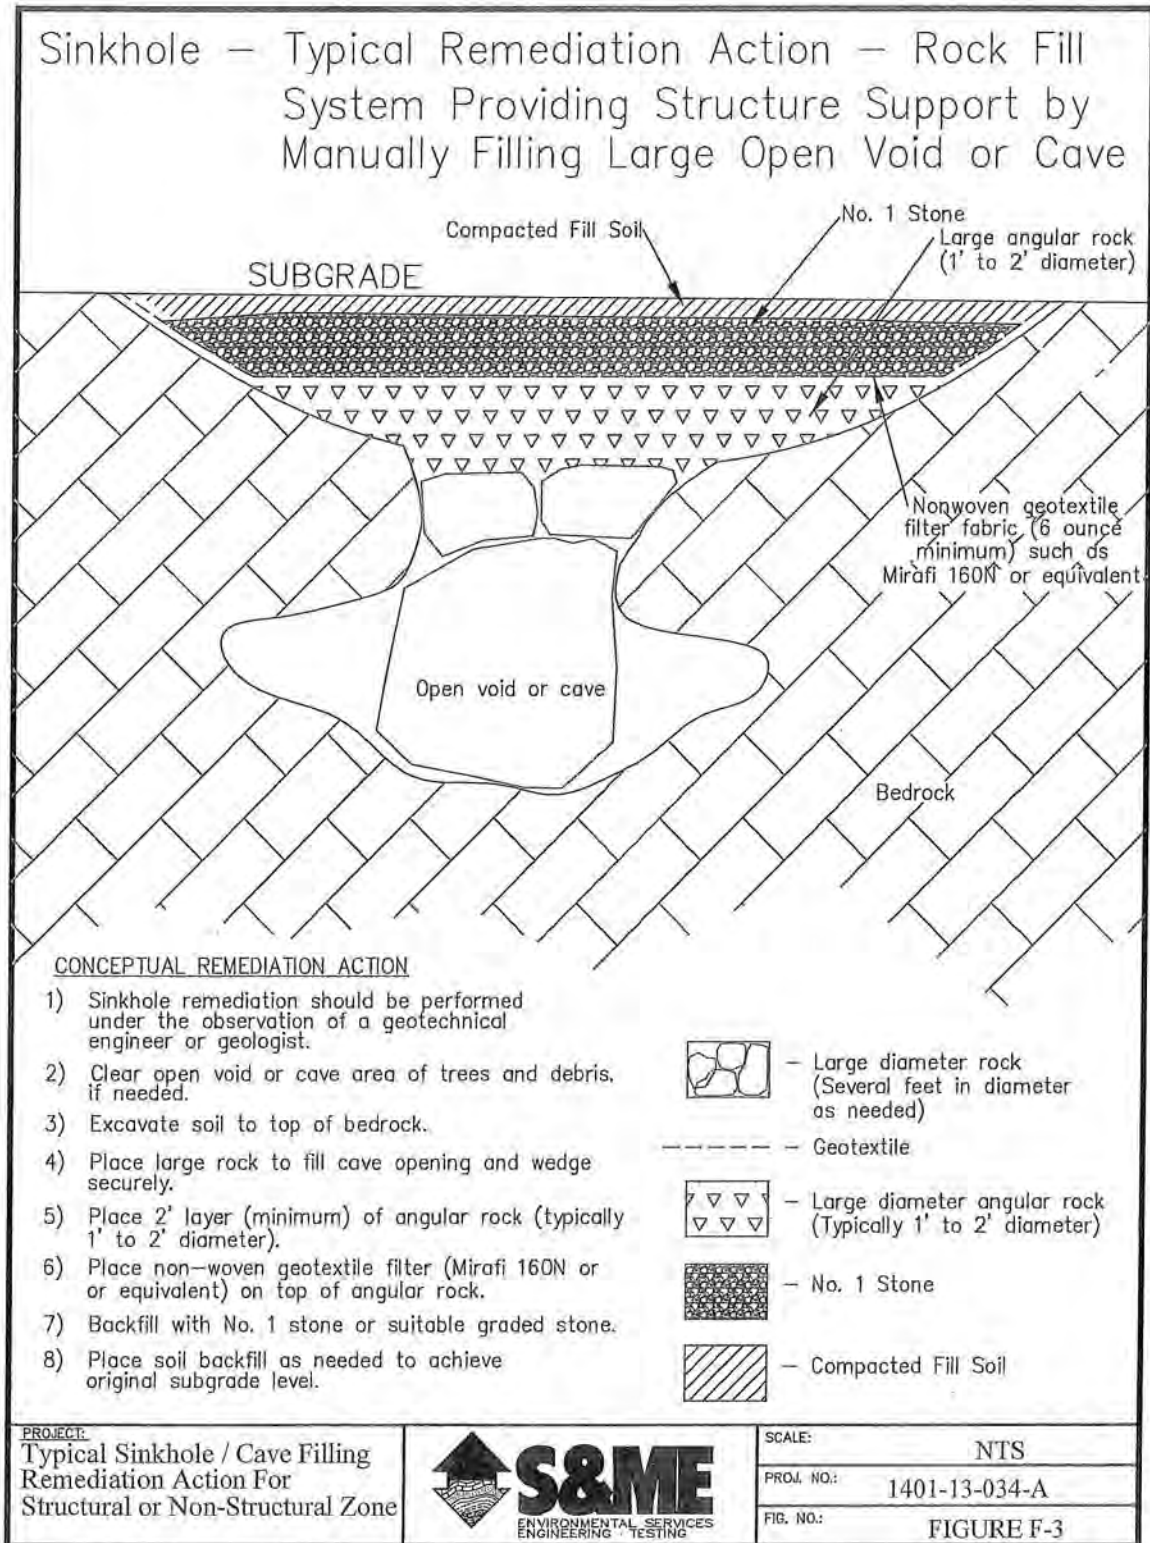 Sinkhole – Typical Remediation Action – Rock Fill
System Providing Structure Support by
Manually Filling Large Open Void or Cave
Compacted Fill Soil
No. 1 Stone
Large angular rock
(1' to 2' diameter)
SUBGRADE
Nonwoven geotextile
filter fabric (6 ounce
minimum) such as
Mirafi 160N or equivalent
Open void or cave
Bedrock
CONCEPTUAL REMEDIATION ACTION
1) Sinkhole remediation should be performed
under the observation of a geotechnical
engineer or geologist.
2) Clear open void or cave area of trees and debris,
if needed.
3) Excavate soil to top of bedrock.
4) Place large rock to fill cave opening and wedge
securely.
5) Place 2' layer (minimum) of angular rock (typically
1' to 2' diameter).
6) Place non–woven geotextile filter (Mirafi 160N or
or equivalent) on top of angular rock.
7) Backfill with No. 1 stone or suitable graded stone.
8) Place soil backfill as needed to achieve
original subgrade level.
– Large diameter rock
(Several feet in diameter
as needed)
– Geotextile
– Large diameter angular rock
(Typically 1' to 2' diameter)
– No. 1 Stone
– Compacted Fill Soil
PROJECT:
Typical Sinkhole / Cave Filling
Remediation Action For
Structural or Non-Structural Zone
S&ME
ENVIRONMENTAL SERVICES
ENGINEERING · TESTING
SCALE: NTS
PROJ. NO.: 1401-13-034-A
FIG. NO.: FIGURE F-3